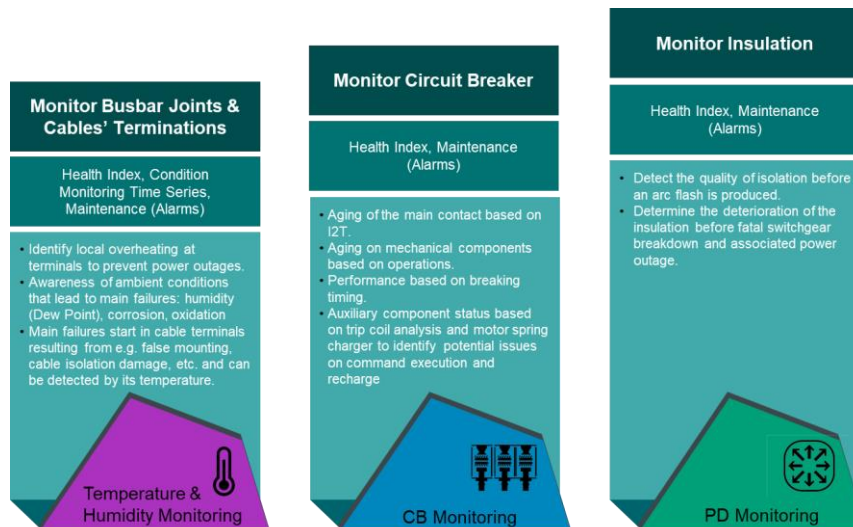 Monitor Busbar Joints &
Cables' Terminations
Health Index, Condition
Monitoring Time Series,
Maintenance (Alarms)
• Identify local overheating at
terminals to prevent power outages.
• Awareness of ambient conditions
that lead to main failures: humidity
(Dew Point), corrosion, oxidation
• Main failures start in cable terminals
resulting from e.g. false mounting,
cable isolation damage, etc. and can
be detected by its temperature.
Temperature &
Humidity Monitoring
Monitor Circuit Breaker
Health Index, Maintenance
(Alarms)
• Aging of the main contact based on
I2T.
• Aging on mechanical components
based on operations.
• Performance based on breaking
timing.
• Auxiliary component status based
on trip coil analysis and motor spring
charger to identify potential issues
on command execution and
recharge
CB Monitoring
Monitor Insulation
Health Index, Maintenance
(Alarms)
• Detect the quality of isolation before
an arc flash is produced.
• Determine the deterioration of the
insulation before fatal switchgear
breakdown and associated power
outage.
PD Monitoring